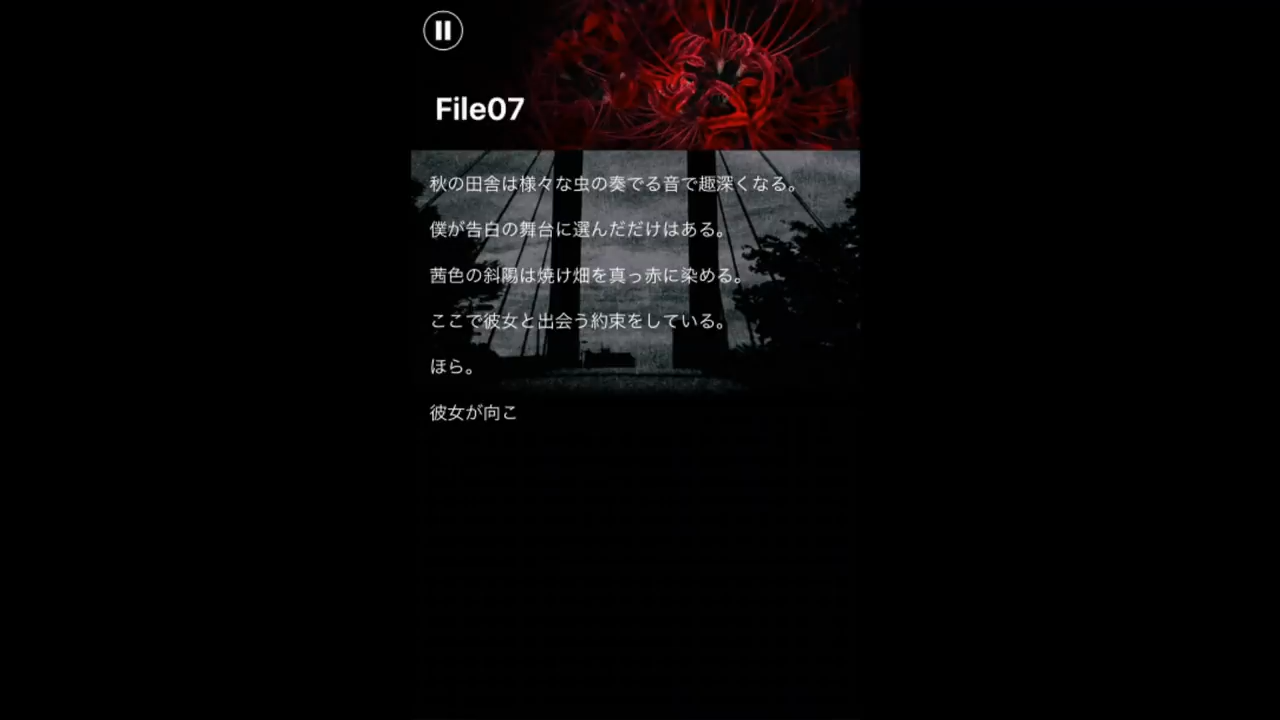 File07
秋の田舎は様々な虫の奏でる音で趣深くなる。
僕が告白の舞台に選んだだけはある。
茜色の斜陽は焼け畑を真っ赤に染める。
ここで彼女と出会う約束をしている。
ほら。
彼女が向こ